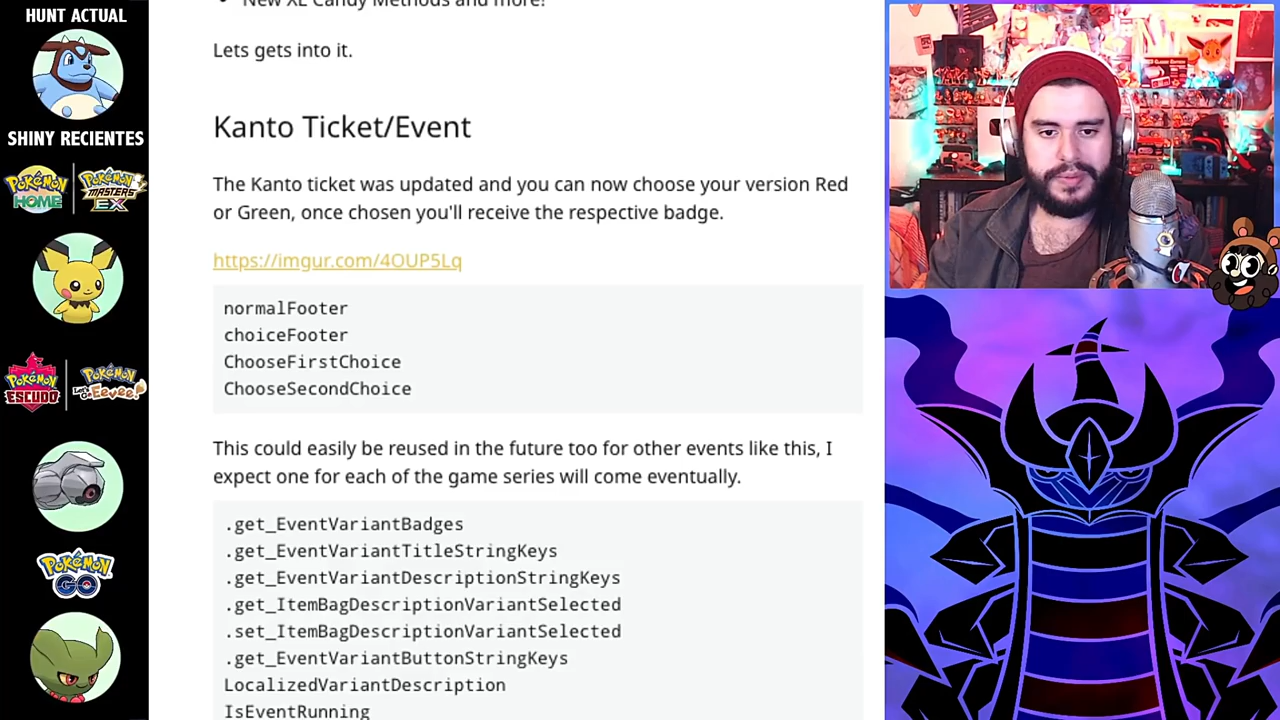 HUNT ACTUAL
SHINY RECIENTES
POKéMON
HOME
POKéMON
MASTERS
EX
POKéMON
ESCUDO
POKéMON
Let's Go
Eevee!
POKéMON
GO
New XL Candy Methods and more!
Lets gets into it.
Kanto Ticket/Event
The Kanto ticket was updated and you can now choose your version Red
or Green, once chosen you'll receive the respective badge.
https://imgur.com/4OUP5Lq
normalFooter
choiceFooter
ChooseFirstChoice
ChooseSecondChoice
This could easily be reused in the future too for other events like this, I
expect one for each of the game series will come eventually.
.get_EventVariantBadges
.get_EventVariantTitleStringKeys
.get_EventVariantDescriptionStringKeys
.get_ItemBagDescriptionVariantSelected
.set_ItemBagDescriptionVariantSelected
.get_EventVariantButtonStringKeys
LocalizedVariantDescription
IsEventRunning